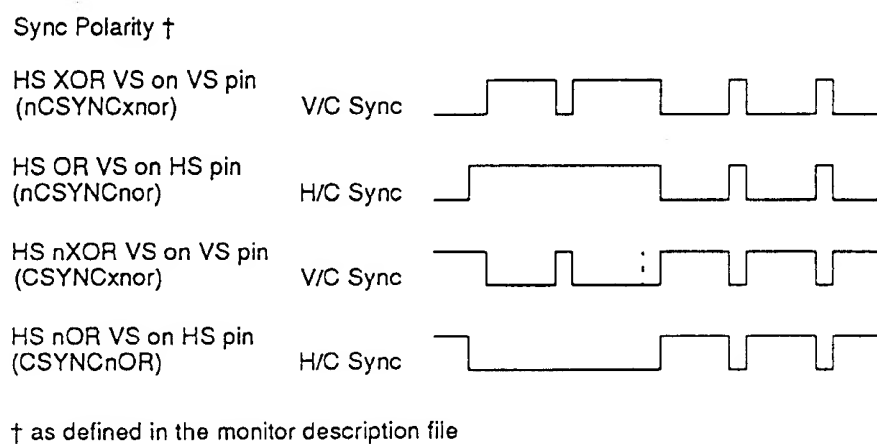 Sync Polarity †
HS XOR VS on VS pin
(nCSYNCxnor) V/C Sync
HS OR VS on HS pin
(nCSYNCnor) H/C Sync
HS nXOR VS on VS pin
(CSYNCxnor) V/C Sync
HS nOR VS on HS pin
(CSYNCnOR) H/C Sync
† as defined in the monitor description file